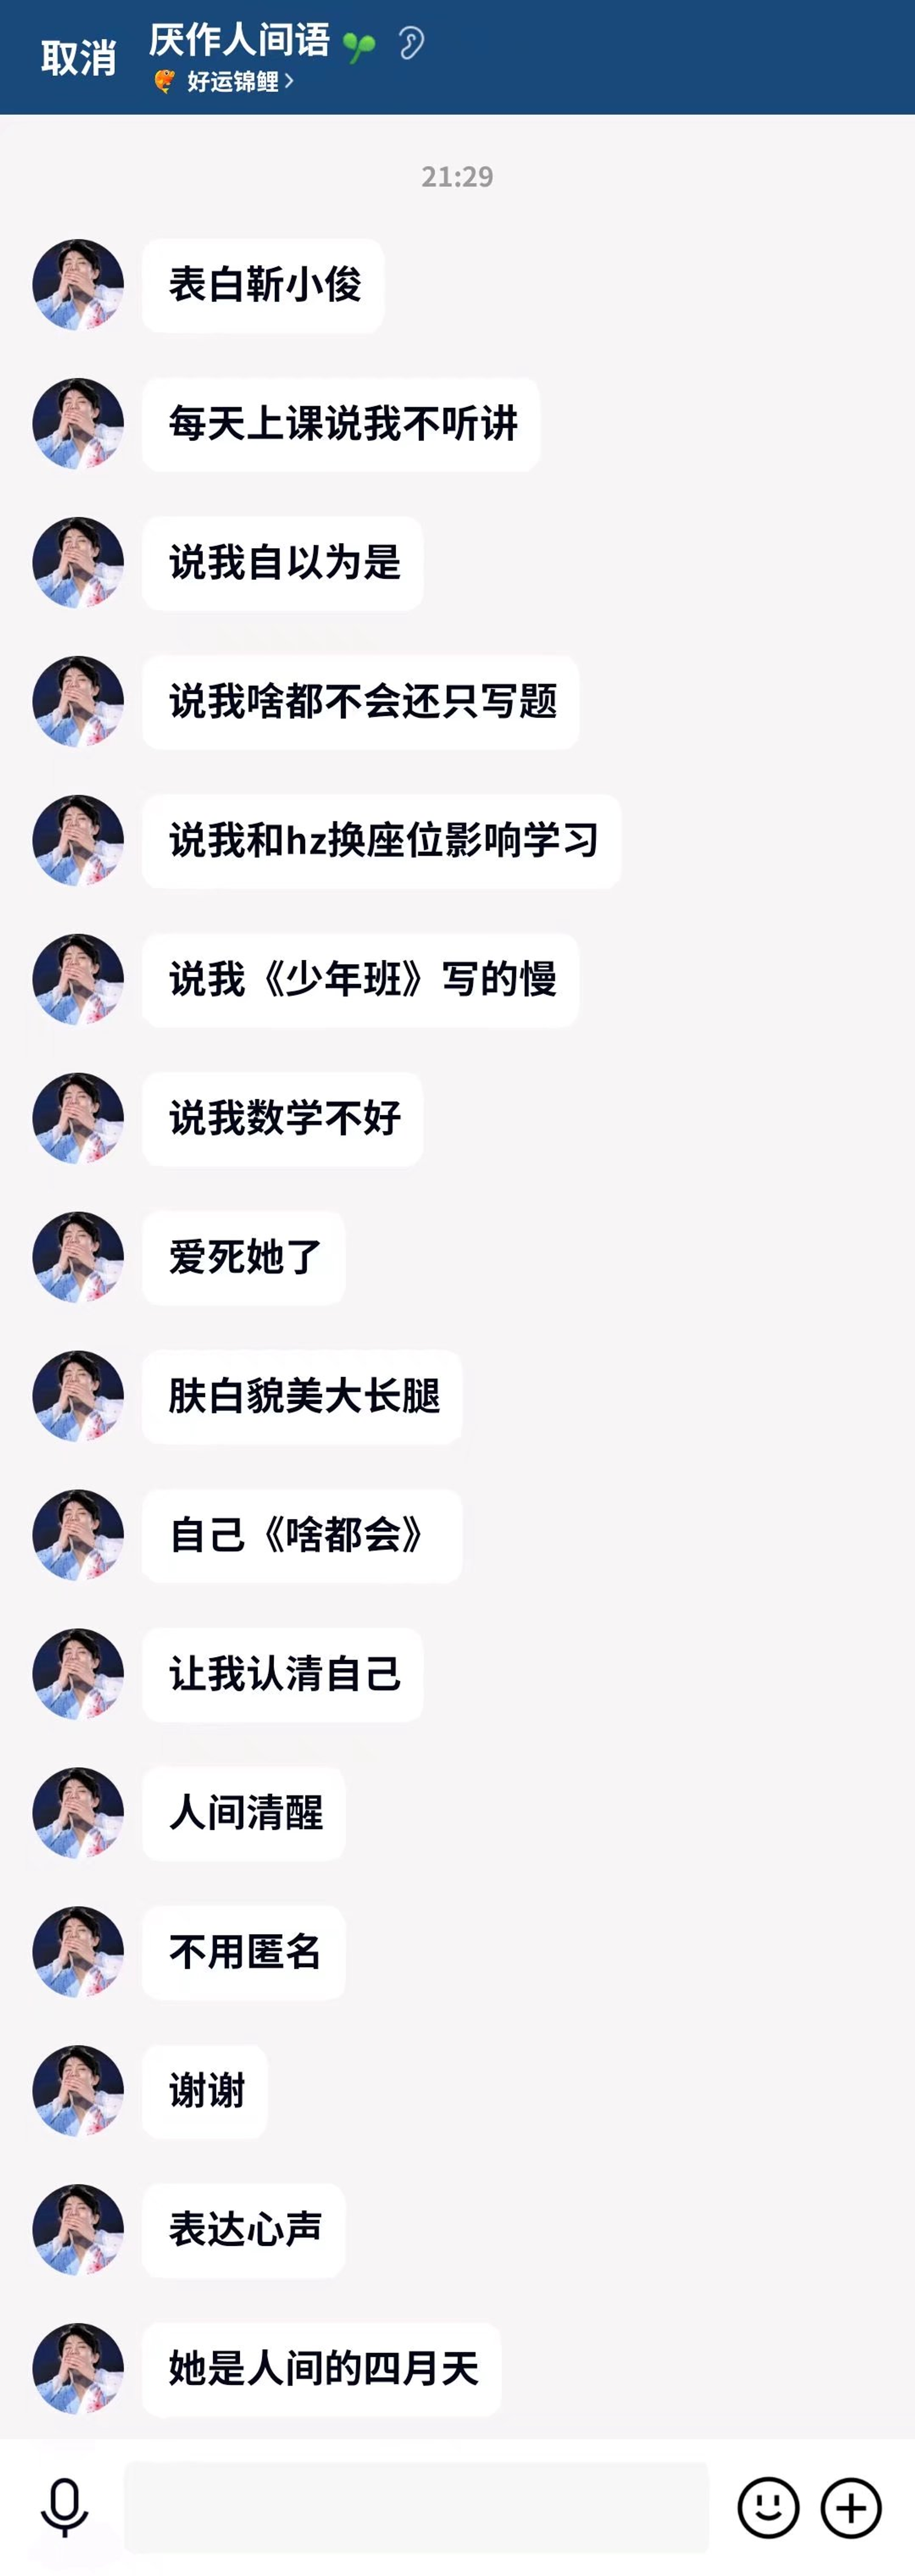 取消
厌作人间语
好运锦鲤
21:29
表白靳小俊
每天上课说我不听讲
说我自以为是
说我啥都不会还只写题
说我和hz换座位影响学习
说我《少年班》写的慢
说我数学不好
爱死她了
肤白貌美大长腿
自己《啥都会》
让我认清自己
人间清醒
不用匿名
谢谢
表达心声
她是人间的四月天